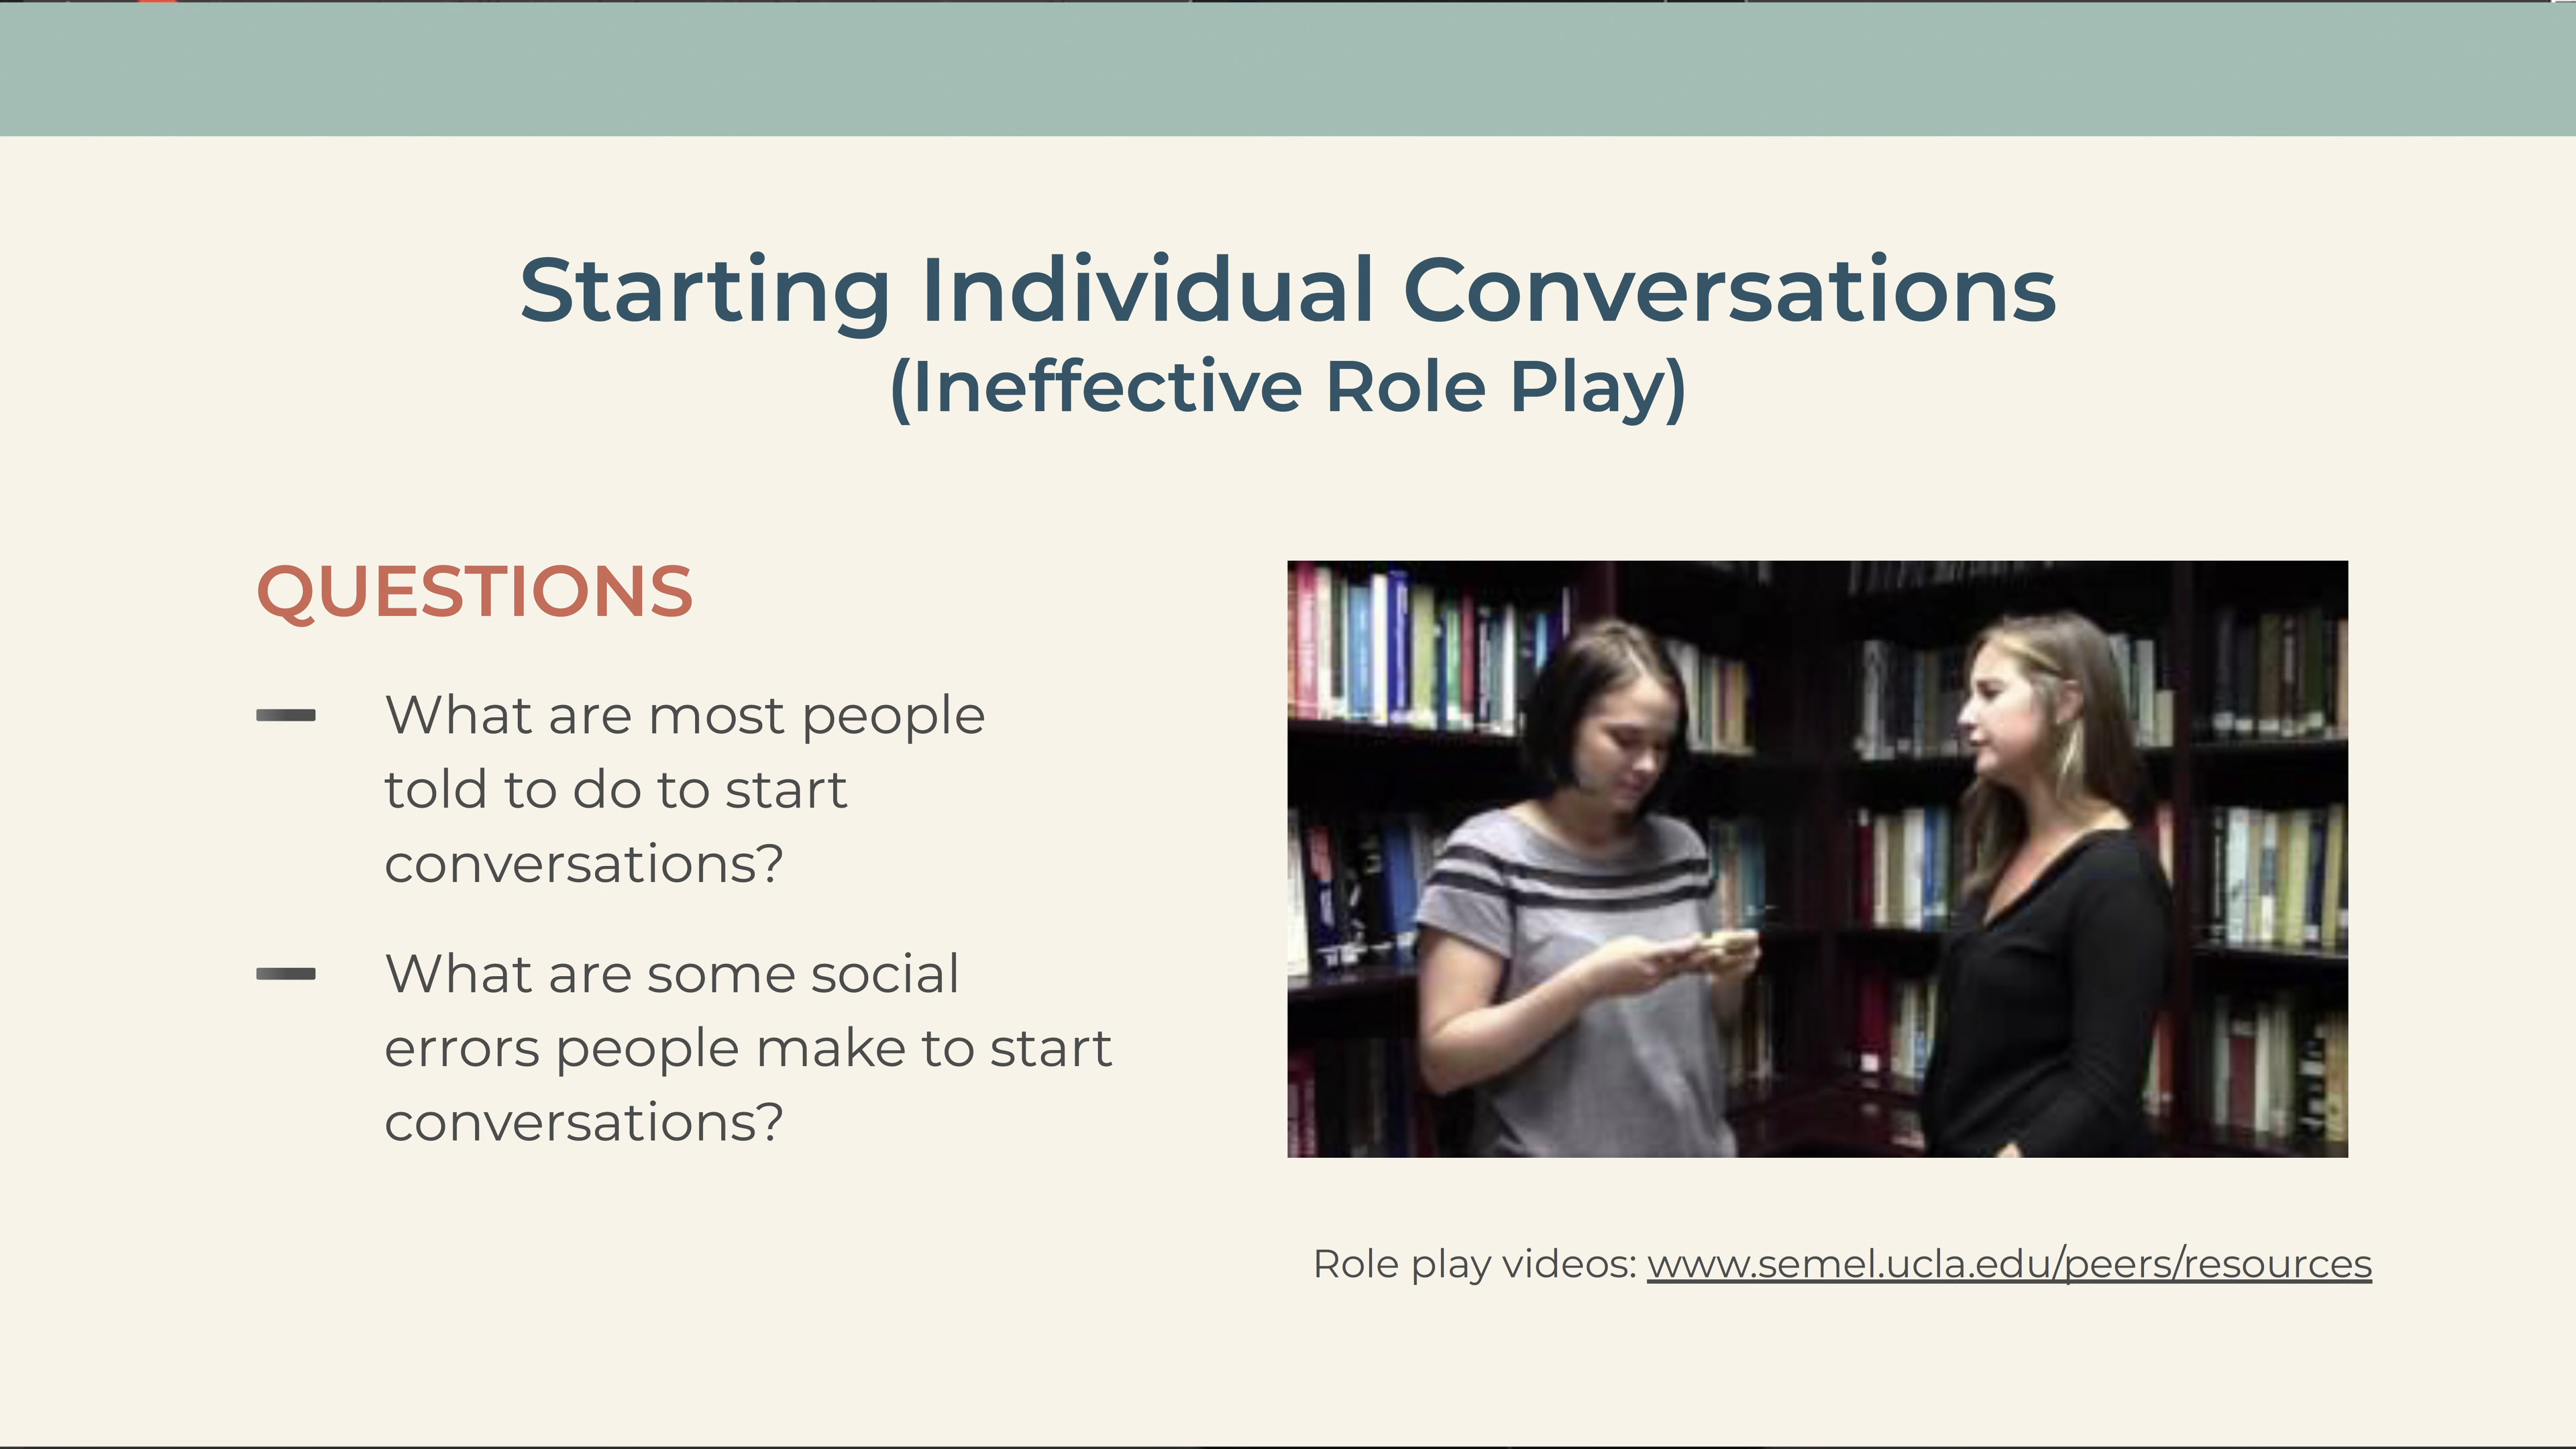 Starting Individual Conversations
(Ineffective Role Play)
QUESTIONS
What are most people
told to do to start
conversations?
What are some social
errors people make to start
conversations?
Role play videos: www.semel.ucla.edu/peers/resources